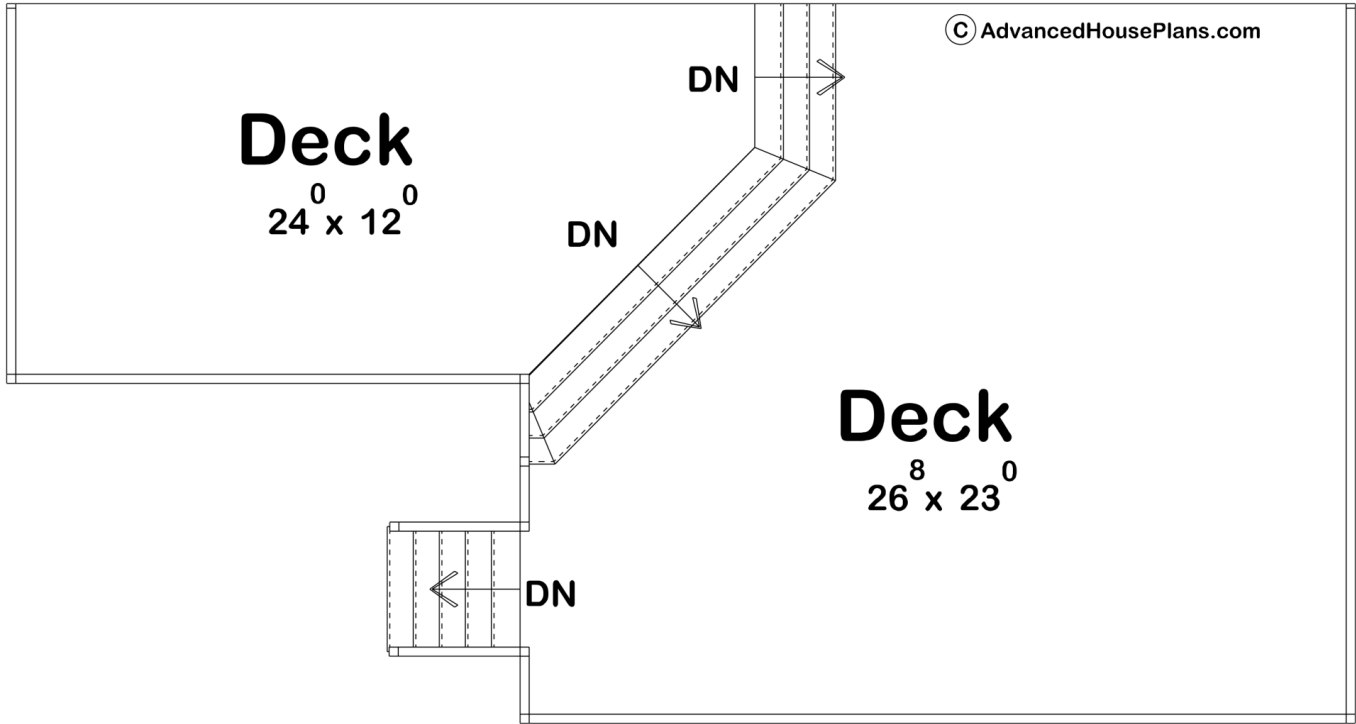 Ⓒ AdvancedHousePlans.com
DN
Deck
24⁰ x 12⁰
DN
Deck
26⁸ x 23⁰
DN